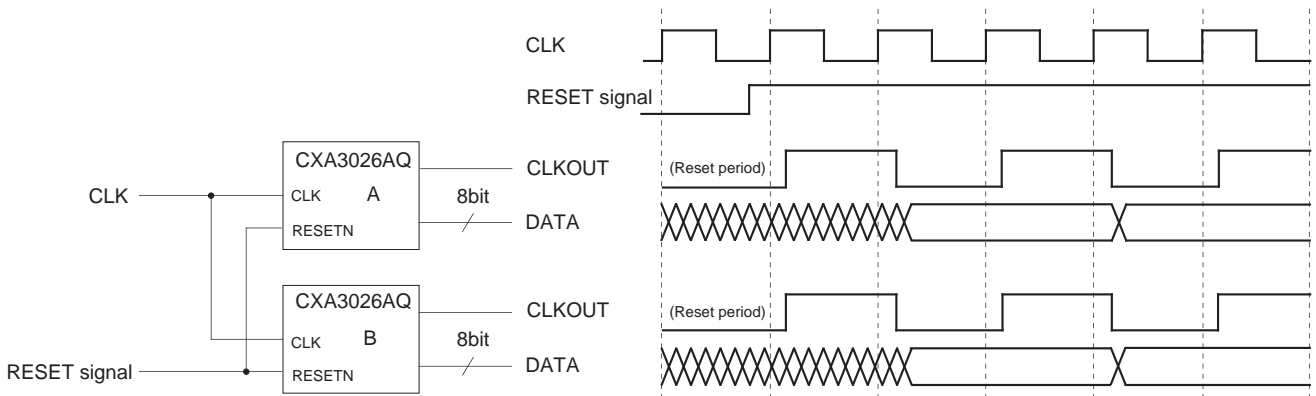 CLK
RESET signal
CXA3026AQ
A
CLK
RESETN
CLK
8bit
CLKOUT
DATA
(Reset period)
CXA3026AQ
B
CLK
RESETN
RESET signal
8bit
CLKOUT
DATA
(Reset period)